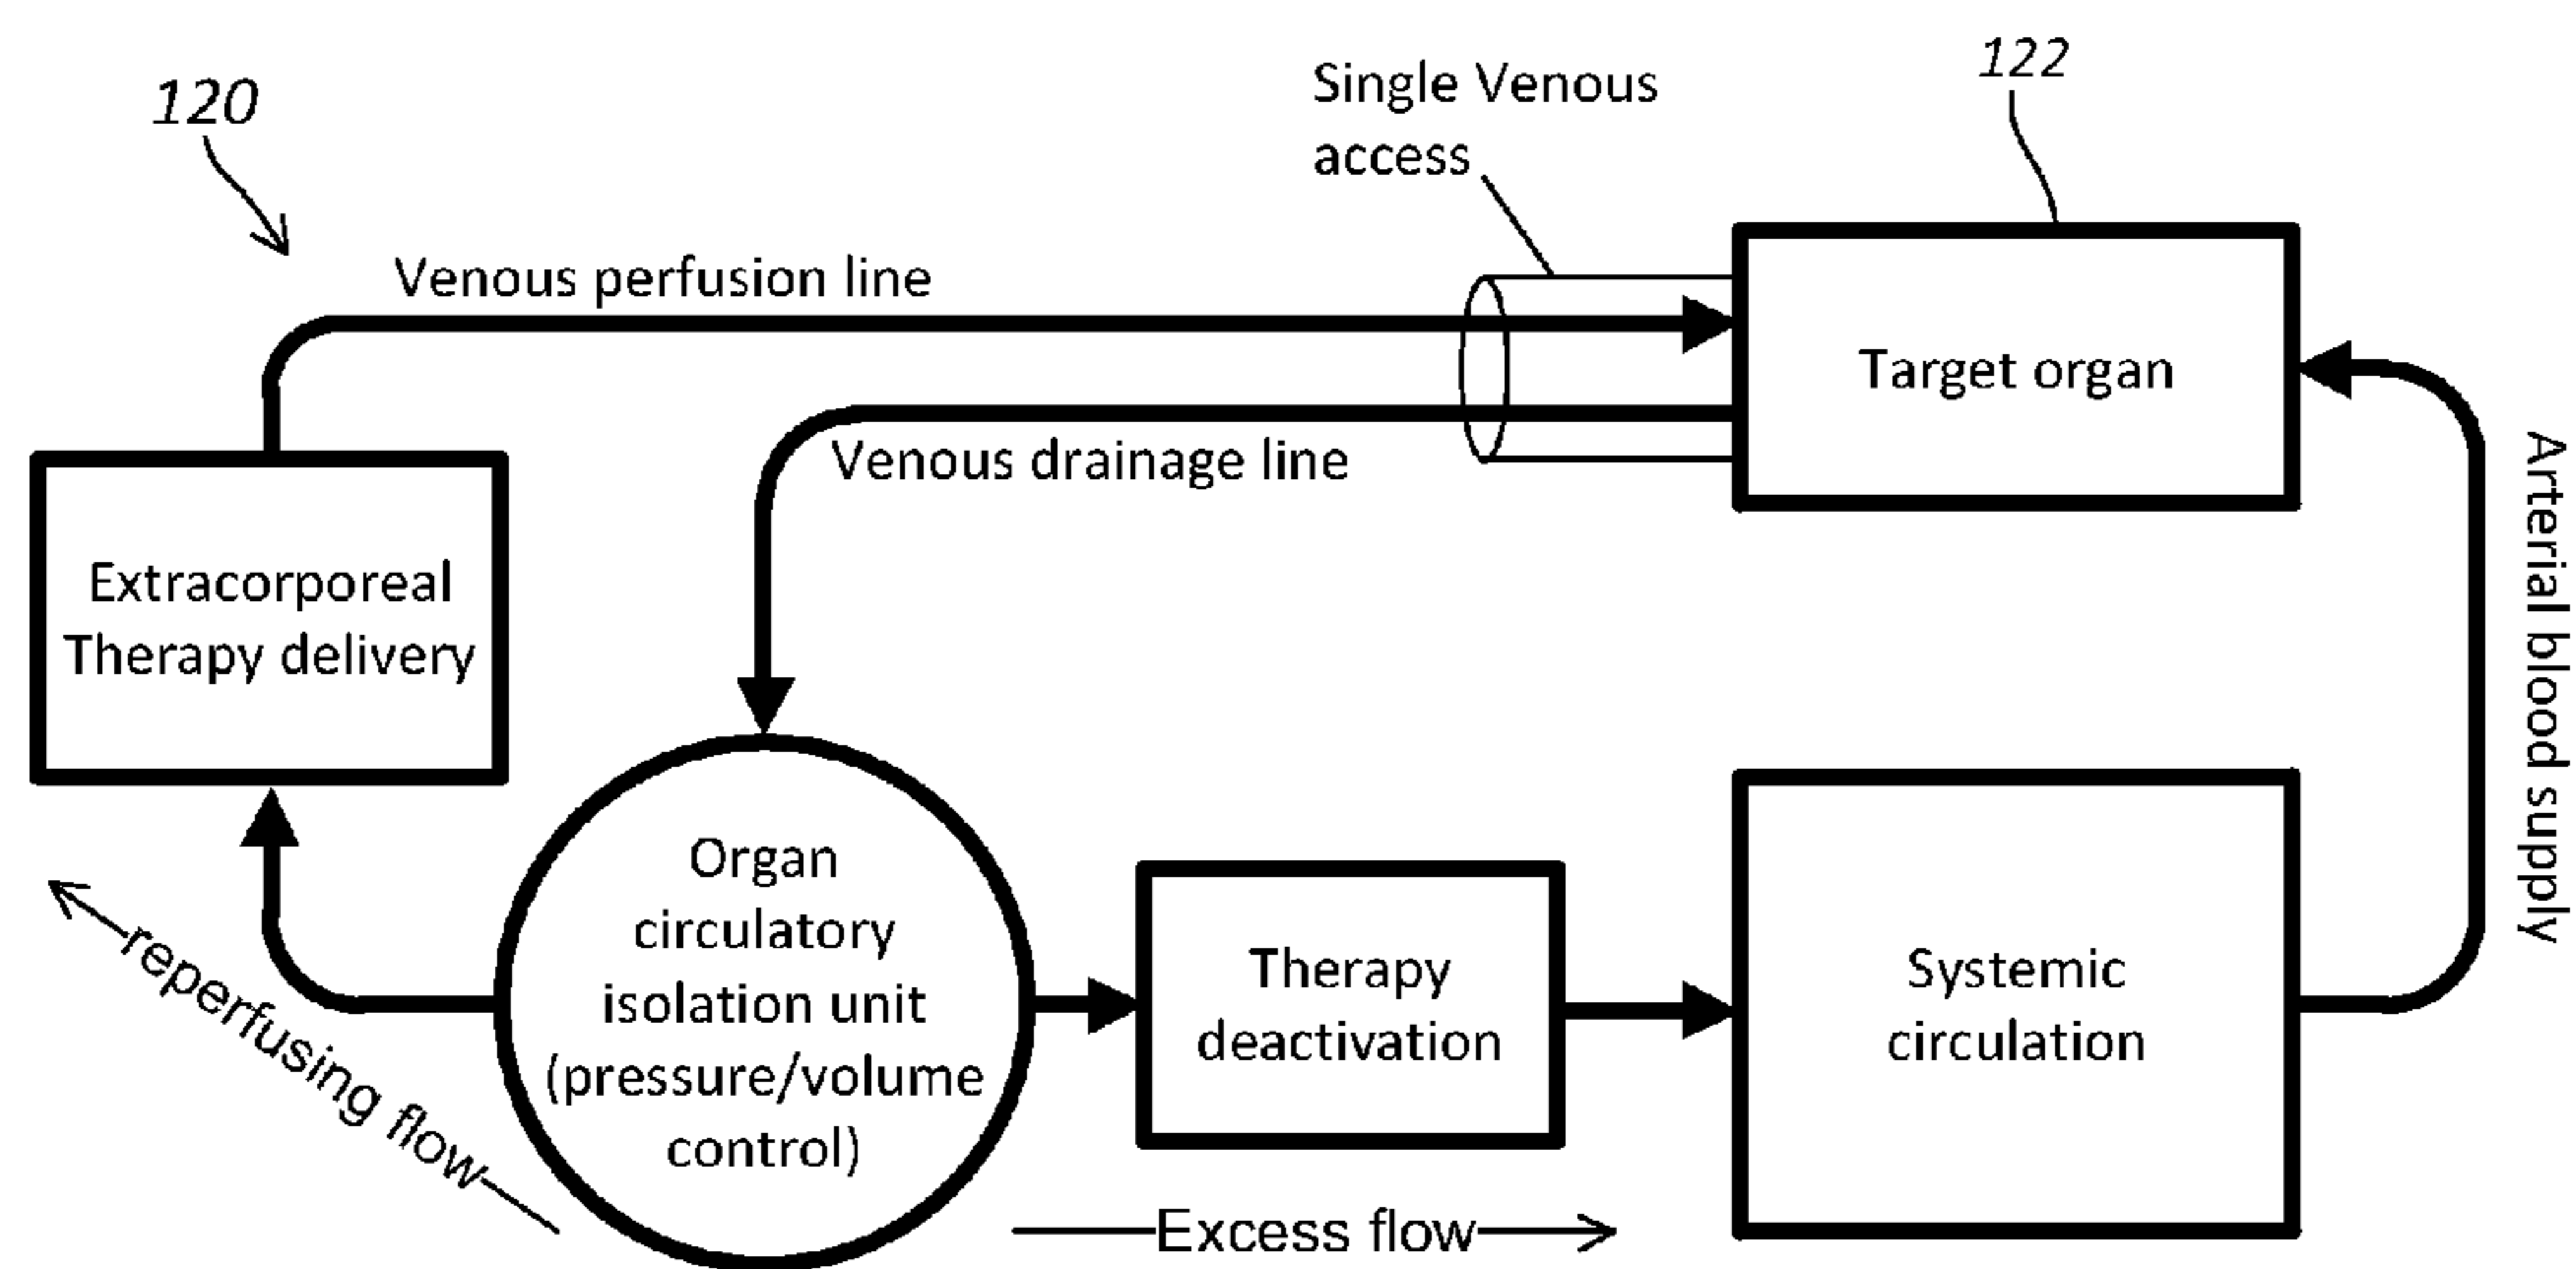 120
Single Venous
access
122
Venous perfusion line
Target organ
Venous drainage line
Arterial blood supply
Extracorporeal
Therapy delivery
Organ
circulatory
isolation unit
(pressure/volume
control)
Therapy
deactivation
Systemic
circulation
reperfusing flow
Excess flow